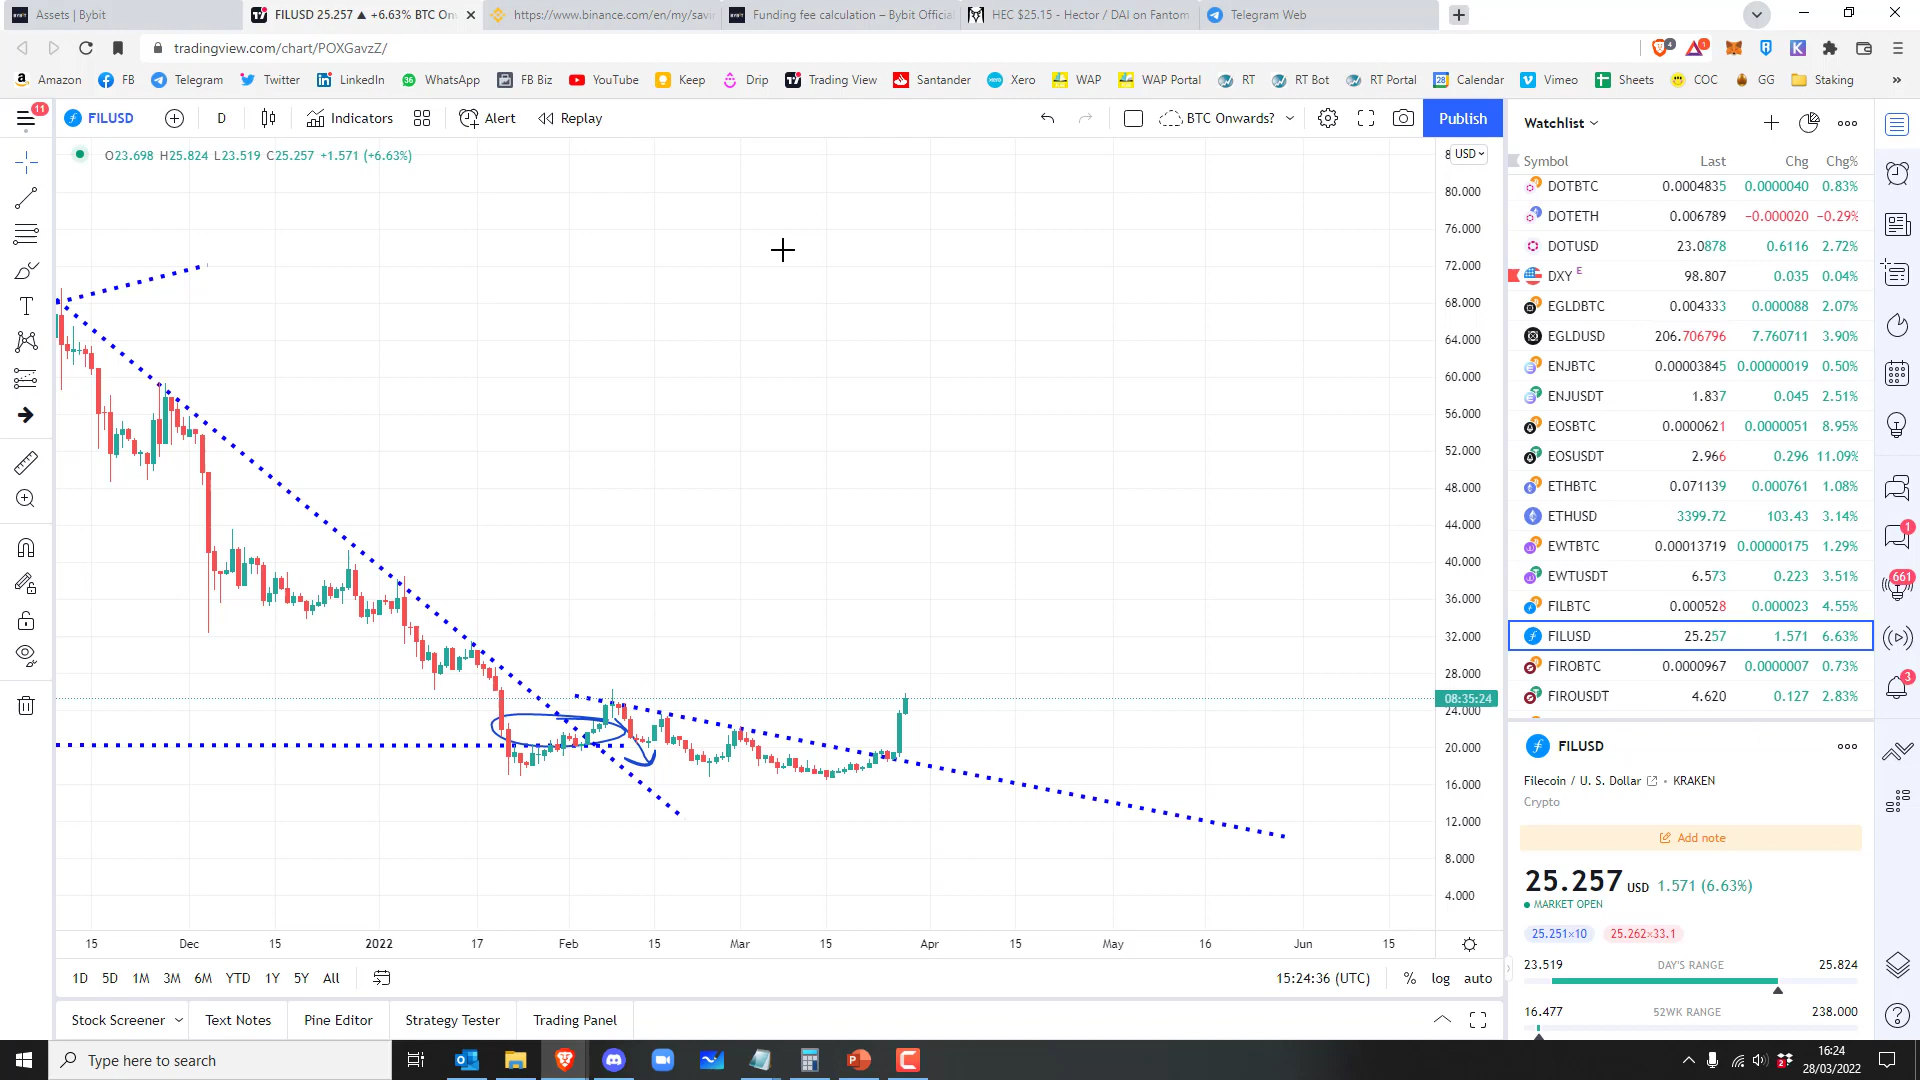 Assets | Bybit
FILUSD 25.257 ▲ +6.63% BTC On
https://www.binance.com/en/my/savi
Funding fee calculation – Bybit Official
HEC $25.15 - Hector / DAI on Fantom
Telegram Web
tradingview.com/chart/POXGavzZ/
4
1
Amazon
FB
Telegram
Twitter
LinkedIn
WhatsApp
FB Biz
YouTube
Keep
Drip
Trading View
Santander
Xero
WAP
WAP Portal
RT
RT Bot
RT Portal
Calendar
Vimeo
Sheets
COC
GG
Staking
11
FILUSD
D
Indicators
Alert
Replay
BTC Onwards?
Publish
O23.698 H25.824 L23.519 C25.257 +1.571 (+6.63%)
USD
80.000
76.000
72.000
68.000
64.000
60.000
56.000
52.000
48.000
44.000
40.000
36.000
32.000
28.000
08:35:24
24.000
20.000
16.000
12.000
8.000
4.000
15 Dec 15 2022 17 Feb 15 Mar 15 Apr 15 May 16 Jun 15
1D 5D 1M 3M 6M YTD 1Y 5Y All
15:24:36 (UTC) % log auto
Stock Screener
Text Notes
Pine Editor
Strategy Tester
Trading Panel
Watchlist
Symbol Last Chg Chg%
DOTBTC 0.0004835 0.0000040 0.83%
DOTETH 0.006789 −0.000020 −0.29%
DOTUSD 23.0878 0.6116 2.72%
DXY E 98.807 0.035 0.04%
EGLDBTC 0.004333 0.000088 2.07%
EGLDUSD 206.706796 7.760711 3.90%
ENJBTC 0.00003845 0.00000019 0.50%
ENJUSDT 1.837 0.045 2.51%
EOSBTC 0.0000621 0.0000051 8.95%
EOSUSDT 2.966 0.296 11.09%
ETHBTC 0.071139 0.000761 1.08%
ETHUSD 3399.72 103.43 3.14%
EWTBTC 0.00013719 0.00000175 1.29%
EWTUSDT 6.573 0.223 3.51%
FILBTC 0.000528 0.000023 4.55%
FILUSD 25.257 1.571 6.63%
FIROBTC 0.0000967 0.0000007 0.73%
FIROUSDT 4.620 0.127 2.83%
FILUSD
Filecoin / U. S. Dollar • KRAKEN
Crypto
Add note
25.257 USD 1.571 (6.63%)
MARKET OPEN
25.251×10 25.262×33.1
23.519 DAY'S RANGE 25.824
16.477 52WK RANGE 238.000
1
661
3
Type here to search
16:24
28/03/2022